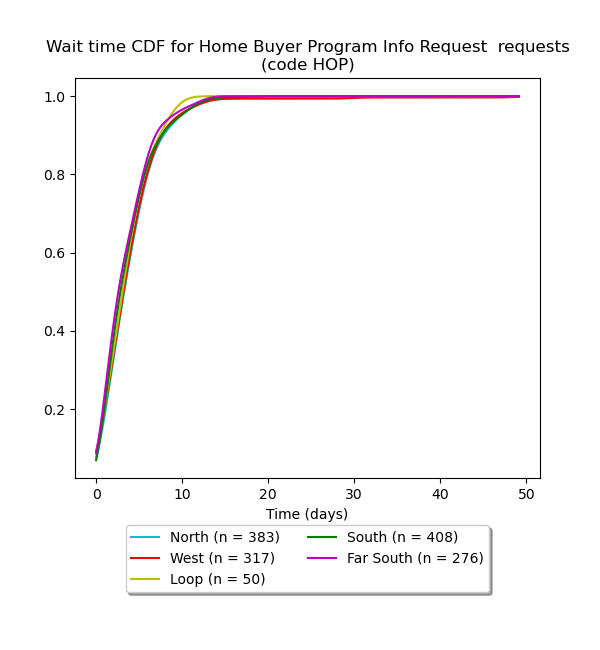 Wait time CDF for Home Buyer Program Info Request  requests
(code HOP)
1.0
0.8
0.6
0.4
0.2
0 10 20 30 40 50
Time (days)
North (n = 383)
West (n = 317)
Loop (n = 50)
South (n = 408)
Far South (n = 276)